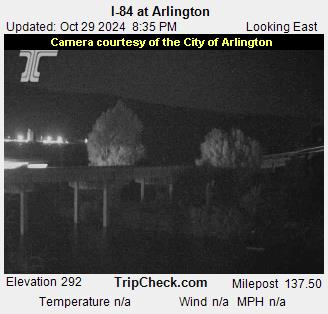 I-84 at Arlington
Updated: Oct 29 2024 8:35 PM Looking East
Camera courtesy of the City of Arlington
Elevation 292 TripCheck.com Milepost 137.50
Temperature n/a Wind n/a MPH n/a